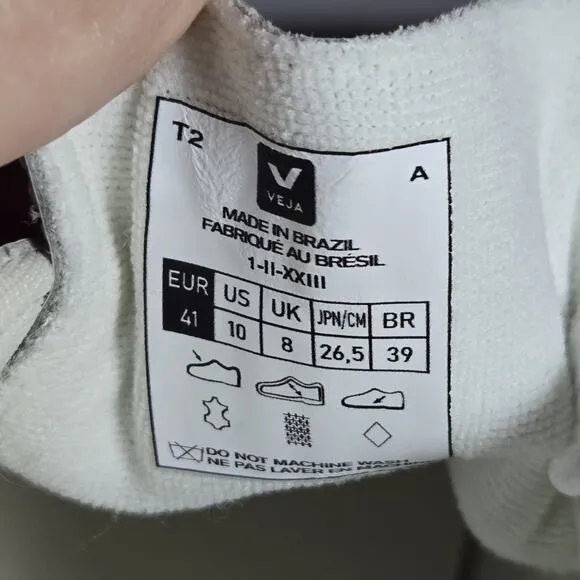 T2
A
V
VEJA
MADE IN BRAZIL
FABRIQUÉ AU BRÉSIL
1-II-XXIII
EUR US UK JPN/CM BR
41 10 8 26,5 39
DO NOT MACHINE WASH
NE PAS LAVER EN MACHINE